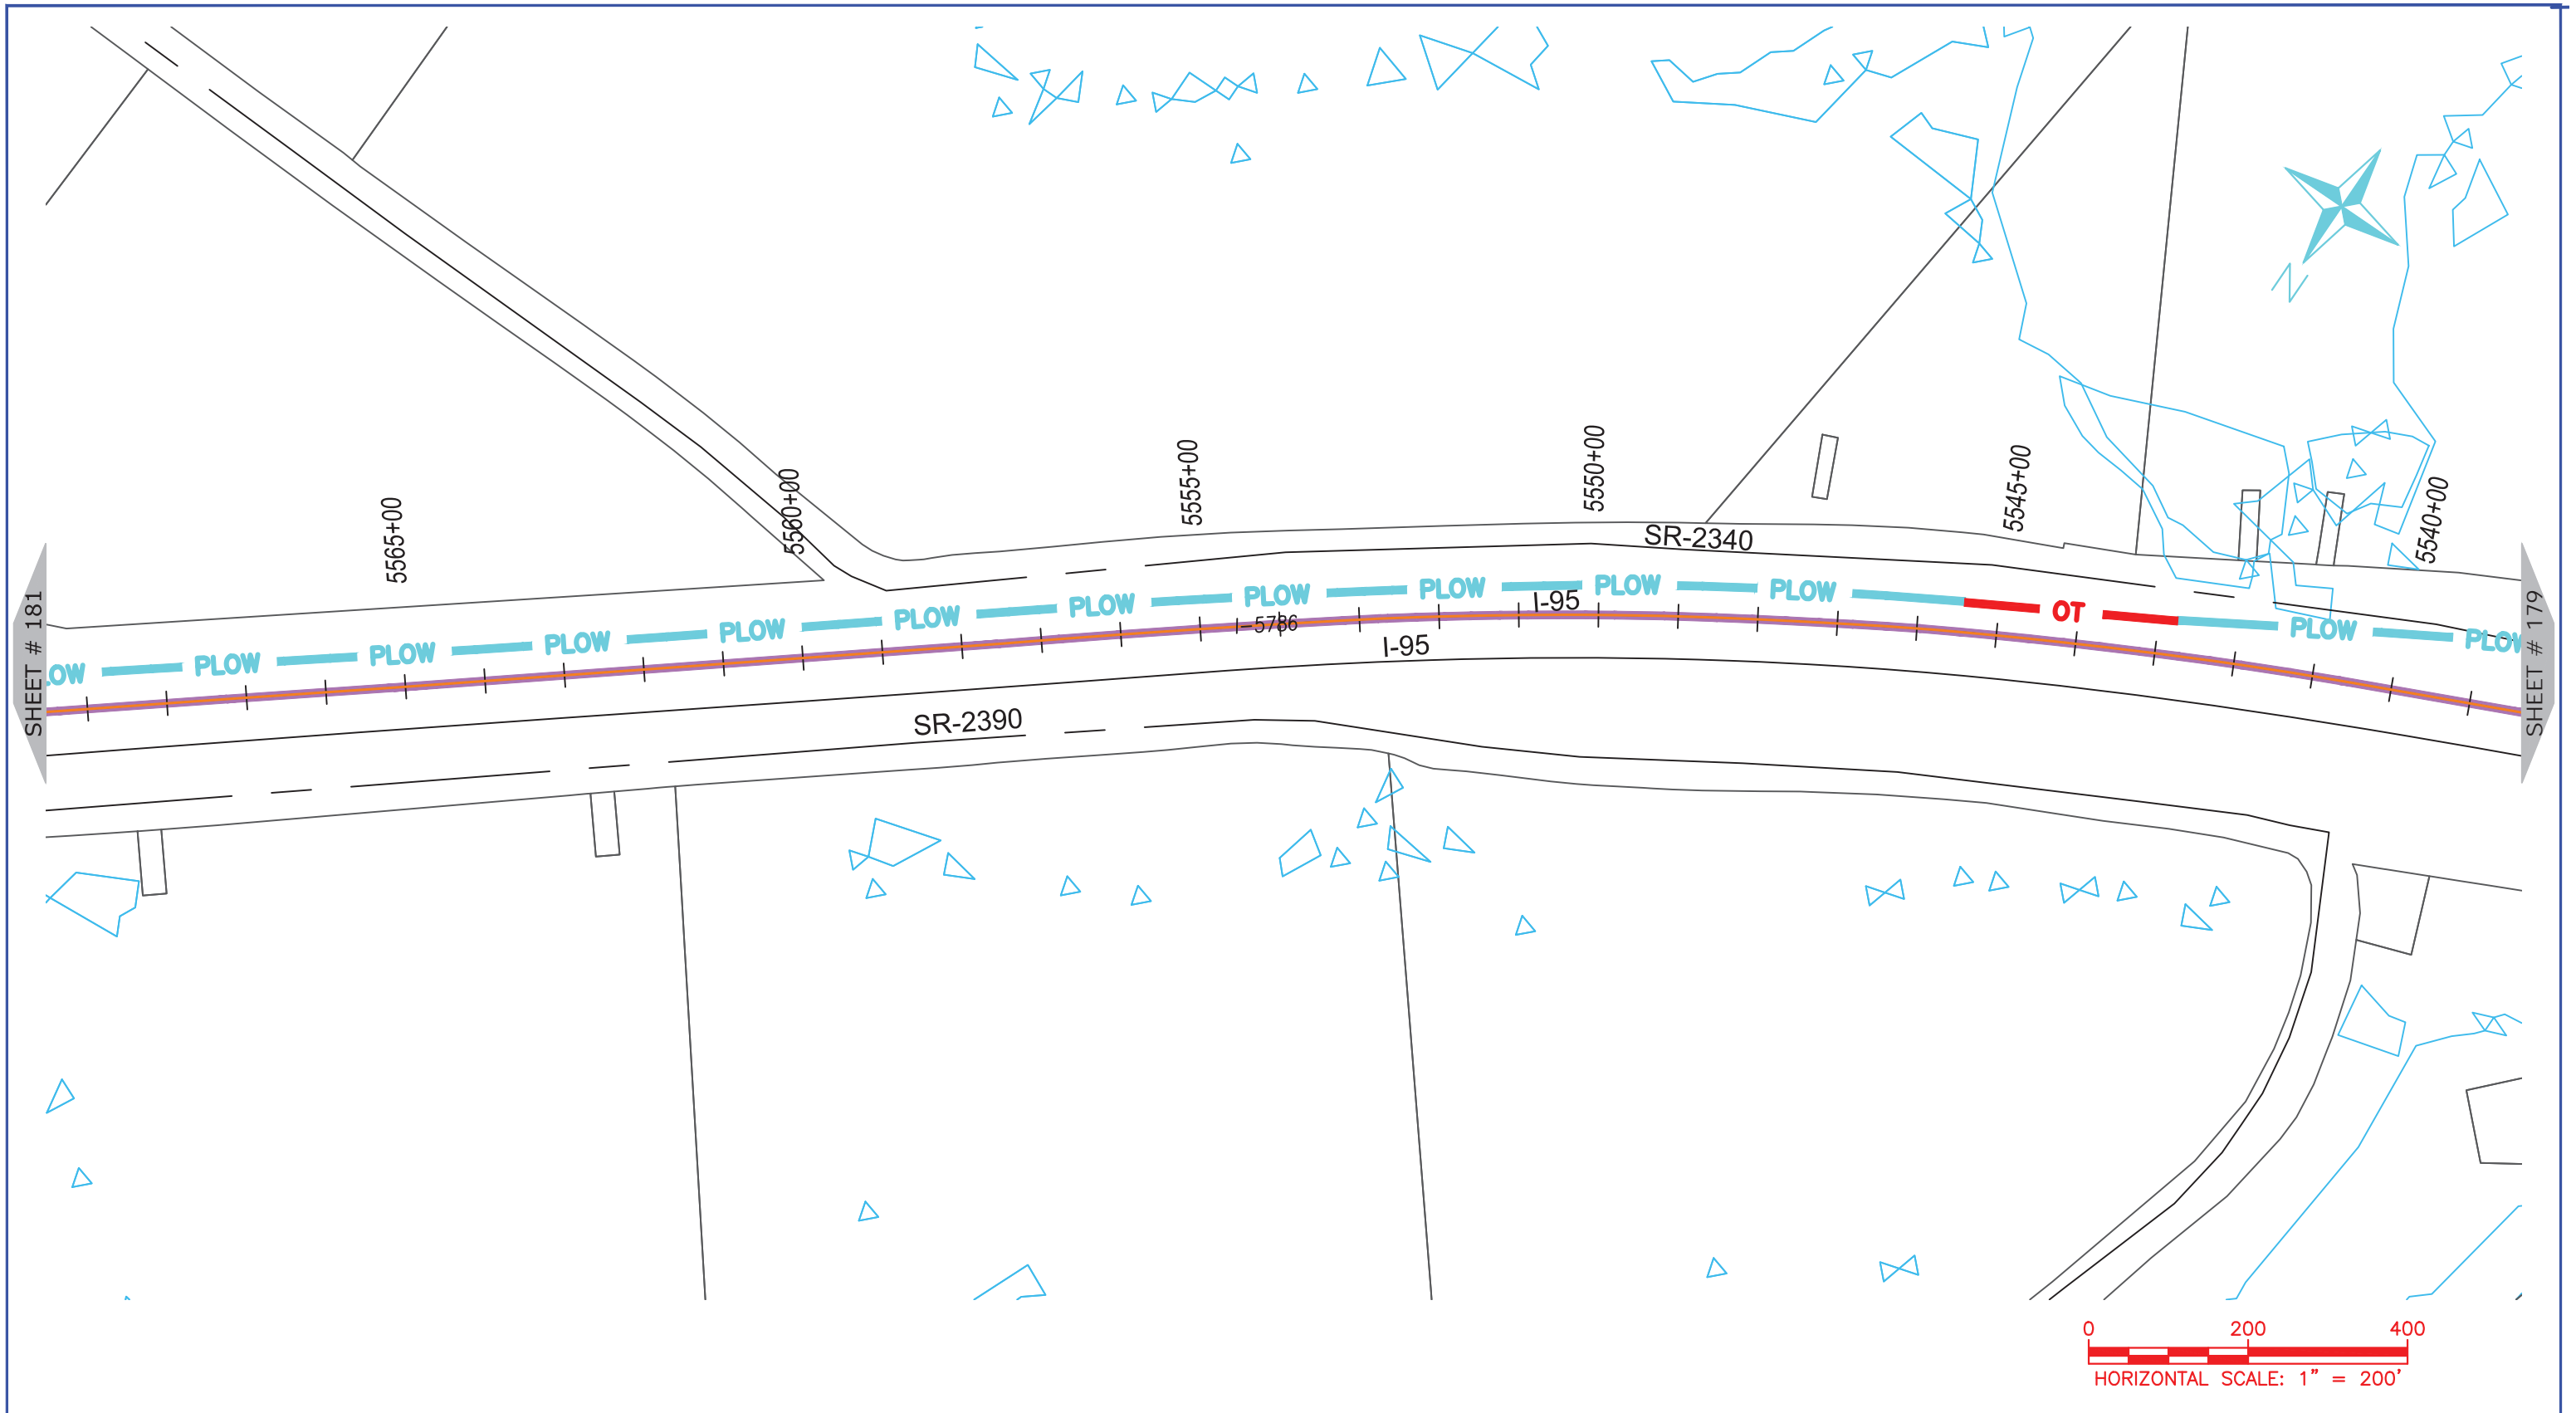 N
5565+00
5560+00
5555+00
5550+00
5545+00
5540+00
SR-2340
I-95
5786
I-95
LOW PLOW PLOW PLOW PLOW PLOW PLOW PLOW PLOW PLOW PLOW OT PLOW PLOW
SR-2390
SHEET # 181
SHEET # 179
0 200 400
HORIZONTAL SCALE: 1" = 200'